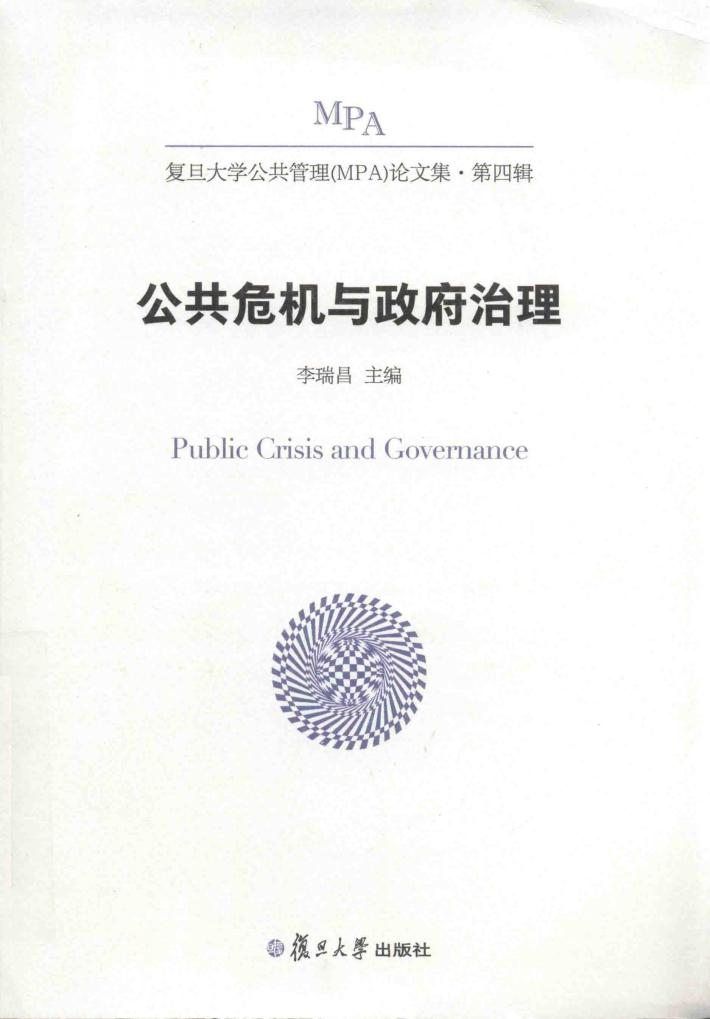 MPA
复旦大学公共管理(MPA)论文集·第四辑
公共危机与政府治理
李瑞昌 主编
Public Crisis and Governance
復旦大學出版社